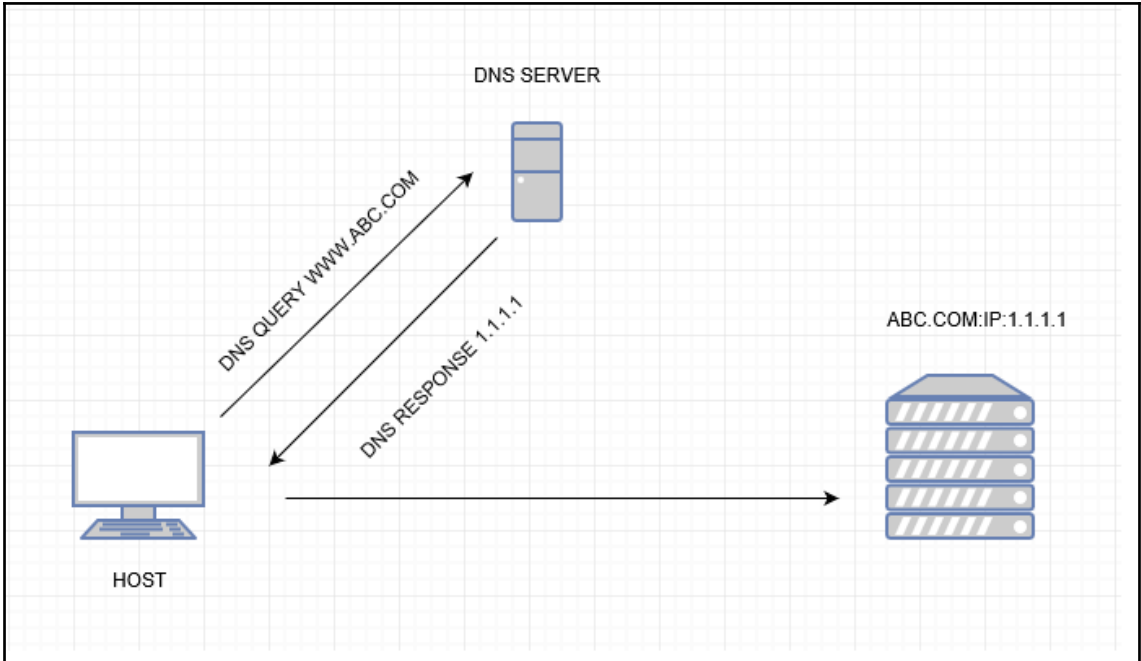 DNS SERVER
DNS QUERY WWW.ABC.COM
DNS RESPONSE 1.1.1.1
ABC.COM:IP:1.1.1.1
HOST